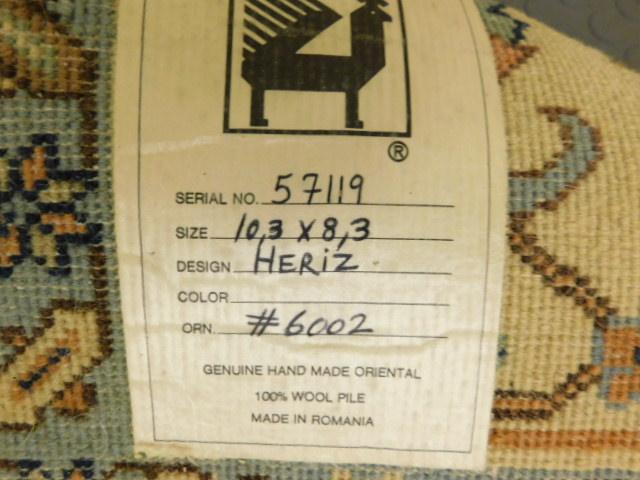 ®
SERIAL NO. 57119
SIZE 10,3 X 8,3
DESIGN HERIZ
COLOR
ORN. #6002
GENUINE HAND MADE ORIENTAL
100% WOOL PILE
MADE IN ROMANIA